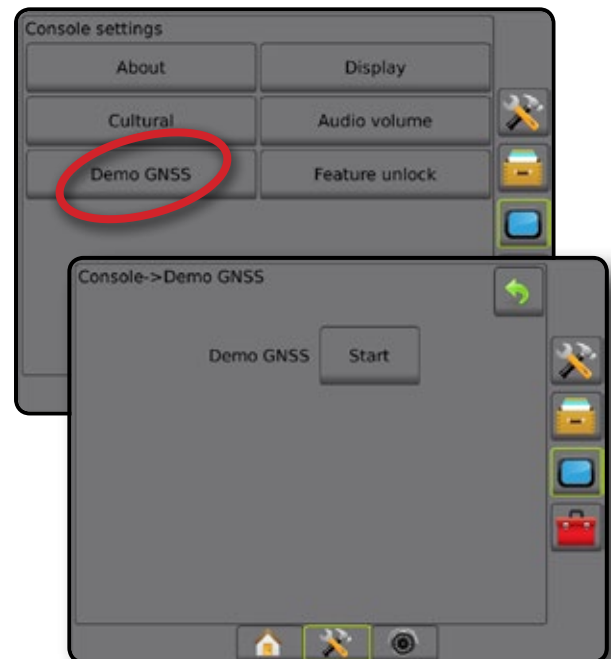 Console settings
About
Display
Cultural
Audio volume
Demo GNSS
Feature unlock
Console->Demo GNSS
Demo GNSS
Start